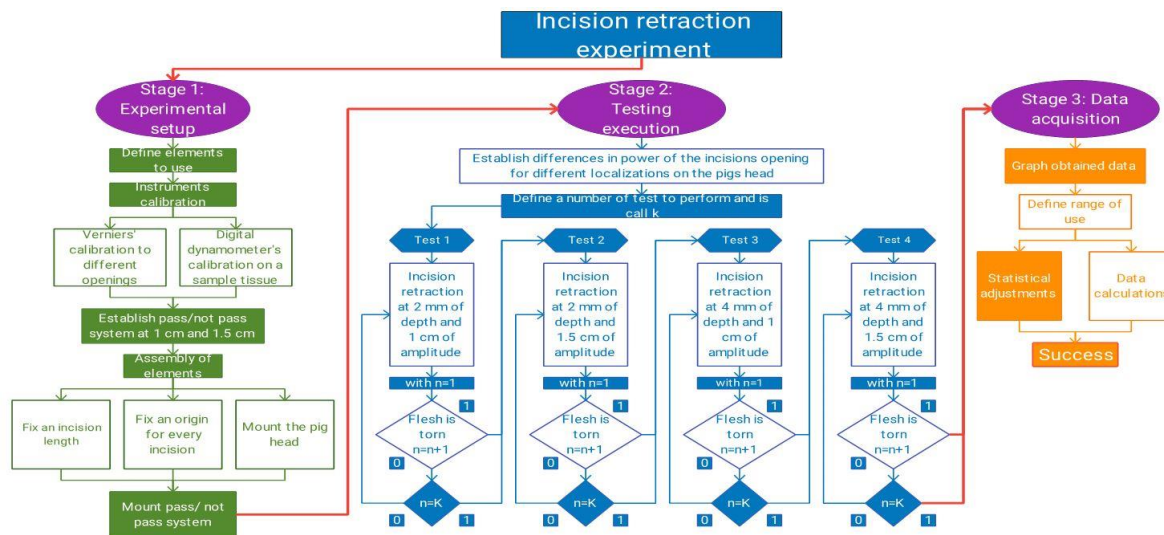 Incision retraction
experiment
Stage 1:
Experimental
setup
Define elements
to use
Instruments
calibration
Verniers'
calibration to
different
openings
Digital
dynamometer's
calibration on a
sample tissue
Establish pass/not pass
system at 1 cm and 1.5 cm
Assembly of
elements
Fix an incision
length
Fix an origin
for every
incision
Mount the pig
head
Mount pass/ not
pass system
Stage 2:
Testing
execution
Establish differences in power of the incisions opening
for different localizations on the pigs head
Define a number of test to perform and is
call k
Test 1
Incision
retraction
at 2 mm of
depth and
1 cm of
amplitude
with n=1
1
Flesh is
torn
n=n+1
0
n=K
0
1
Test 2
Incision
retraction
at 2 mm of
depth and
1.5 cm of
amplitude
with n=1
1
Flesh is
torn
n=n+1
0
n=K
0
1
Test 3
Incision
retraction
at 4 mm of
depth and 1
cm of
amplitude
with n=1
1
Flesh is
torn
n=n+1
0
n=K
0
1
Test 4
Incision
retraction
at 4 mm of
depth and
1.5 cm of
amplitude
with n=1
1
Flesh is
torn
n=n+1
0
n=K
0
1
Stage 3: Data
acquisition
Graph obtained data
Define range of
use
Statistical
adjustments
Data
calculations
Success